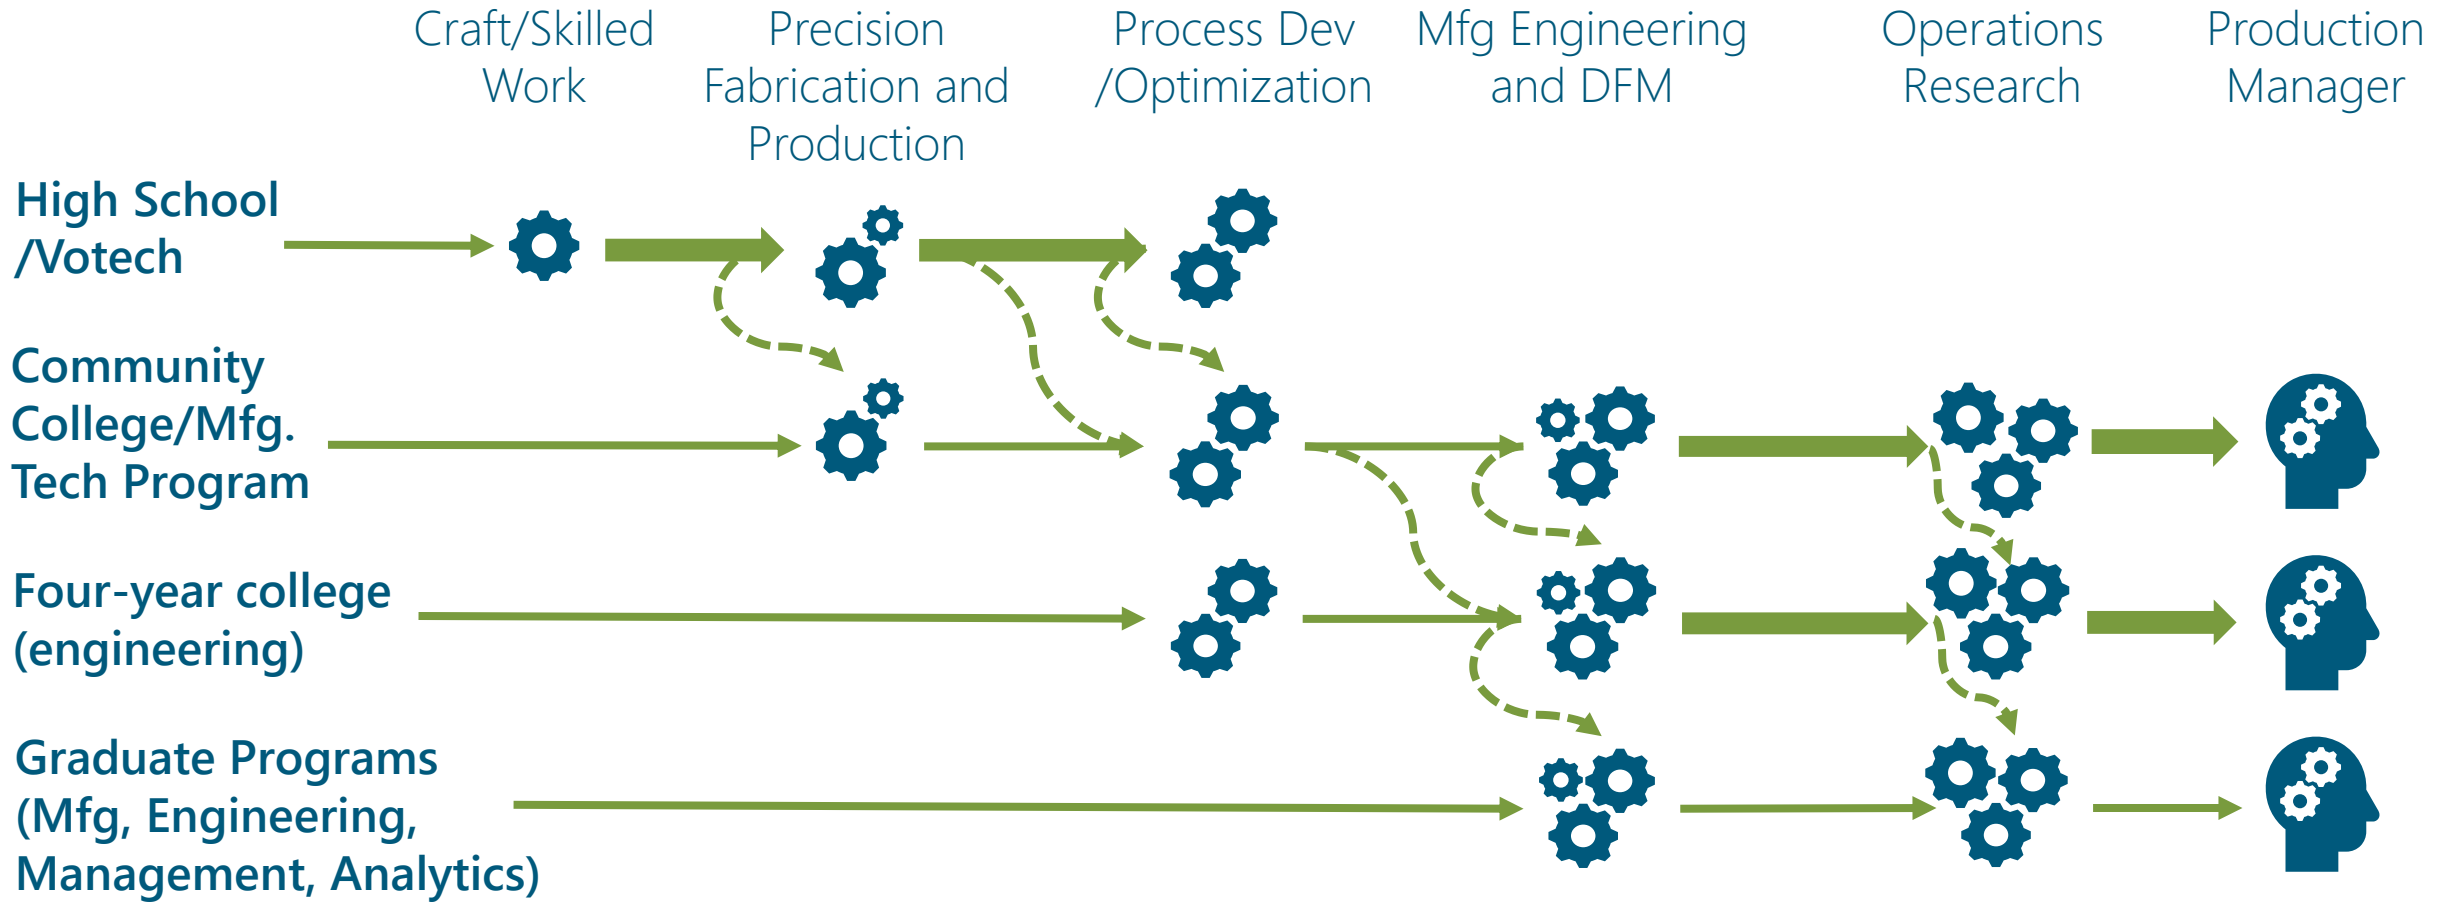 Craft/Skilled
Work
Precision
Fabrication and
Production
Process Dev
/Optimization
Mfg Engineering
and DFM
Operations
Research
Production
Manager
High School
/Votech
Community
College/Mfg.
Tech Program
Four-year college
(engineering)
Graduate Programs
(Mfg, Engineering,
Management, Analytics)